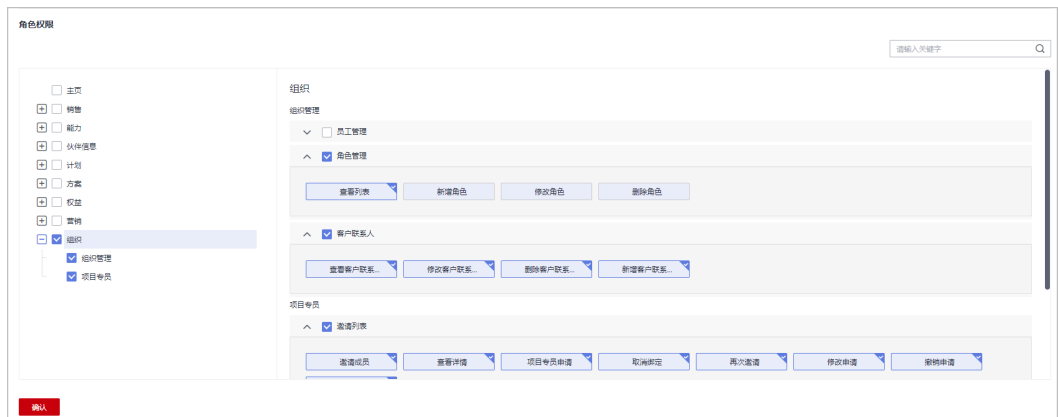 角色权限
请输入关键字
主页
销售
能力
伙伴信息
计划
方案
权益
营销
组织
组织管理
项目专员
组织
组织管理
员工管理
角色管理
查看列表 新增角色 修改角色 删除角色
客户联系人
查看客户联系... 修改客户联系... 删除客户联系... 新增客户联系...
项目专员
邀请列表
邀请成员 查看详情 项目专员申请 取消绑定 再次邀请 修改申请 撤销申请
确认